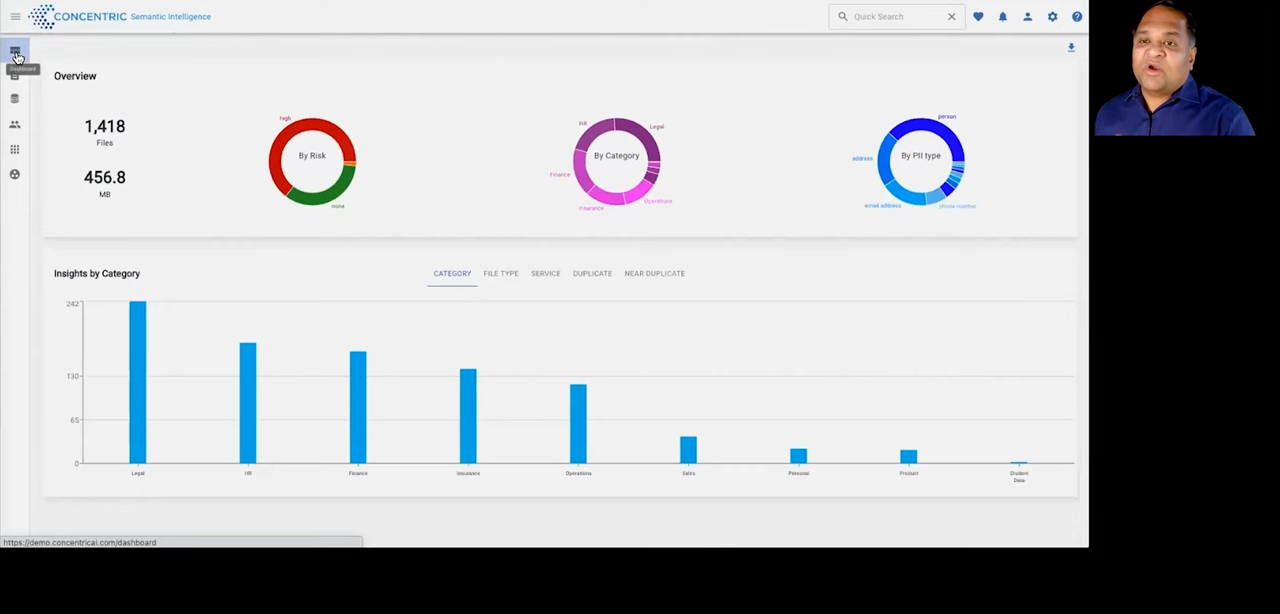 CONCENTRIC Semantic Intelligence
Quick Search
Dashboard
Overview
1,418
Files
456.8
MB
high
By Risk
none
HR
Legal
By Category
Finance
Insurance
Operations
person
address
By PII type
email address
phone number
Insights by Category
CATEGORY FILE TYPE SERVICE DUPLICATE NEAR DUPLICATE
242
130
65
0
Legal HR Finance Insurance Operations Sales Personal Product Student
Data
https://demo.concentricai.com/dashboard